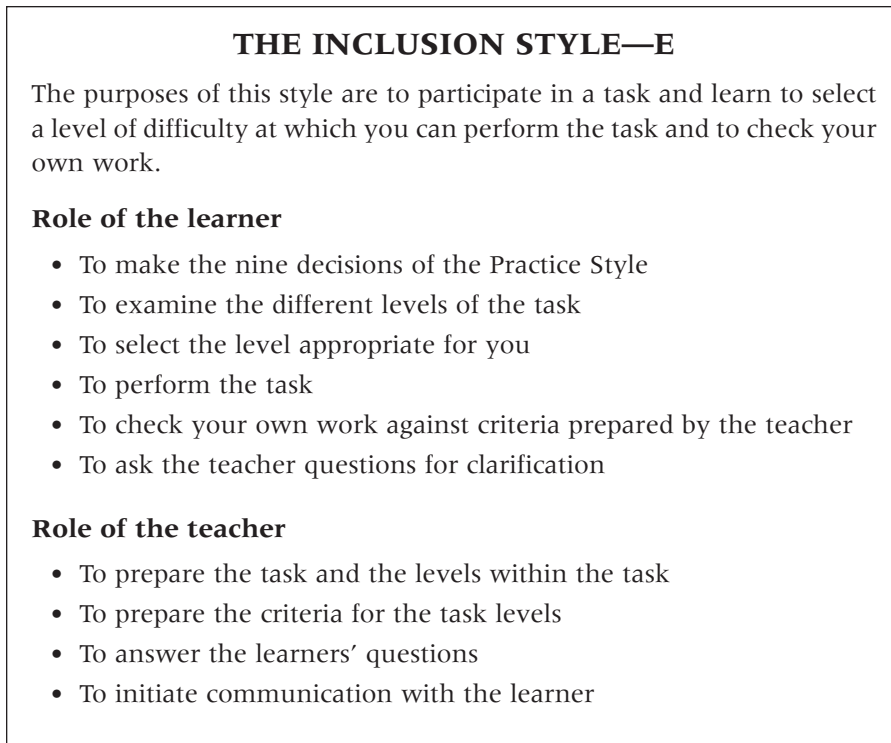 THE INCLUSION STYLE—E
The purposes of this style are to participate in a task and learn to select
a level of difficulty at which you can perform the task and to check your
own work.
Role of the learner
• To make the nine decisions of the Practice Style
• To examine the different levels of the task
• To select the level appropriate for you
• To perform the task
• To check your own work against criteria prepared by the teacher
• To ask the teacher questions for clarification
Role of the teacher
• To prepare the task and the levels within the task
• To prepare the criteria for the task levels
• To answer the learners’ questions
• To initiate communication with the learner